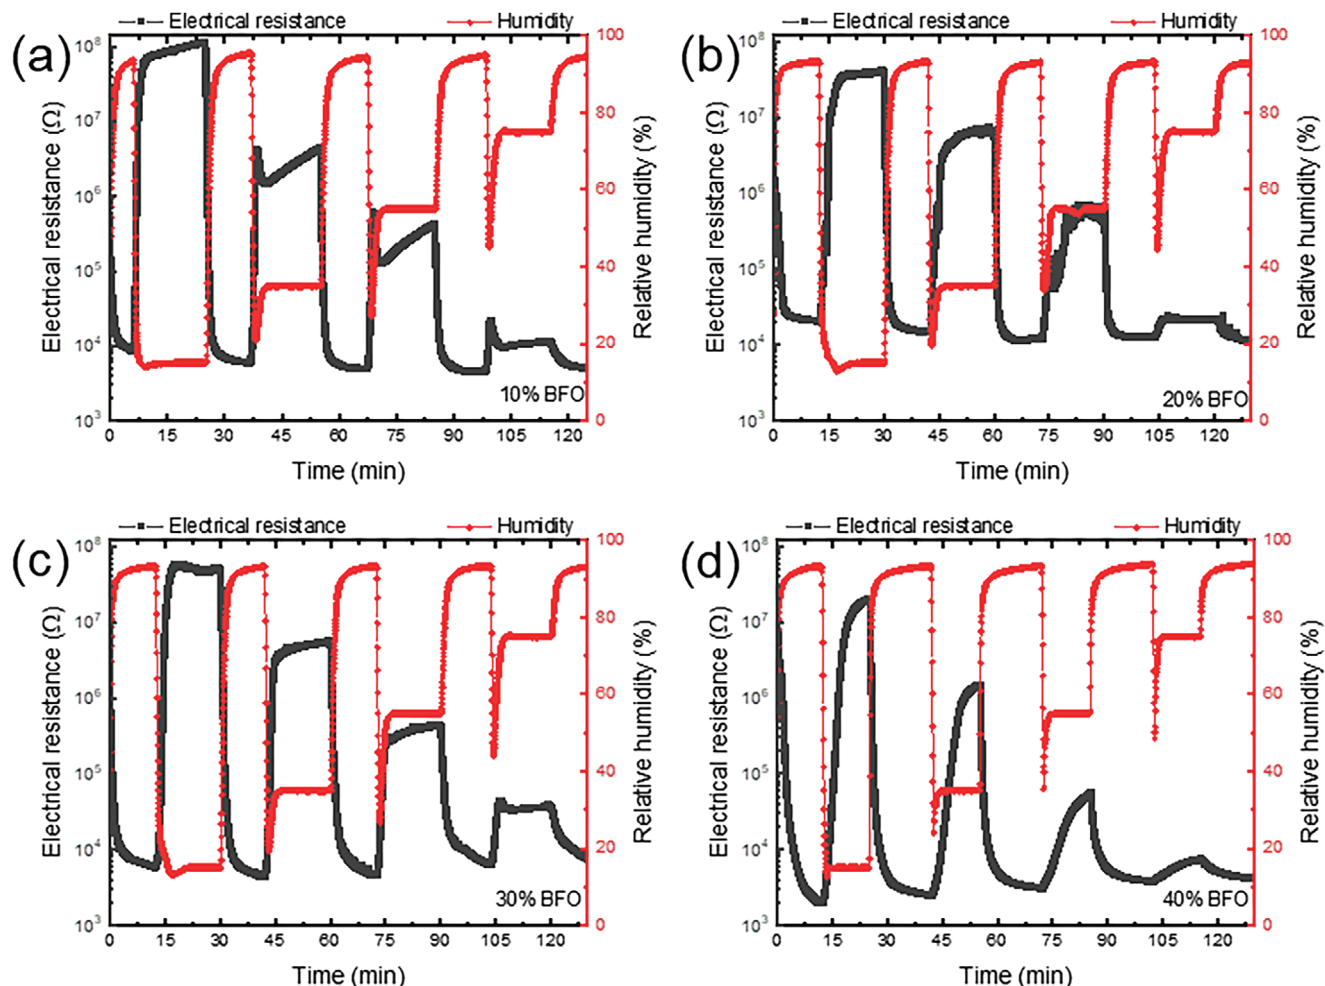 Electrical resistance Humidity
(a)
10⁸ 10⁷ 10⁶ 10⁵ 10⁴ 10³
Electrical resistance (Ω)
100 80 60 40 20 0
Relative humidity (%)
10% BFO
0 15 30 45 60 75 90 105 120
Time (min)
Electrical resistance Humidity
(b)
10⁸ 10⁷ 10⁶ 10⁵ 10⁴ 10³
Electrical resistance (Ω)
100 80 60 40 20 0
Relative humidity (%)
20% BFO
0 15 30 45 60 75 90 105 120
Time (min)
Electrical resistance Humidity
(c)
10⁸ 10⁷ 10⁶ 10⁵ 10⁴ 10³
Electrical resistance (Ω)
100 80 60 40 20 0
Relative humidity (%)
30% BFO
0 15 30 45 60 75 90 105 120
Time (min)
Electrical resistance Humidity
(d)
10⁸ 10⁷ 10⁶ 10⁵ 10⁴ 10³
Electrical resistance (Ω)
100 80 60 40 20 0
Relative humidity (%)
40% BFO
0 15 30 45 60 75 90 105 120
Time (min)